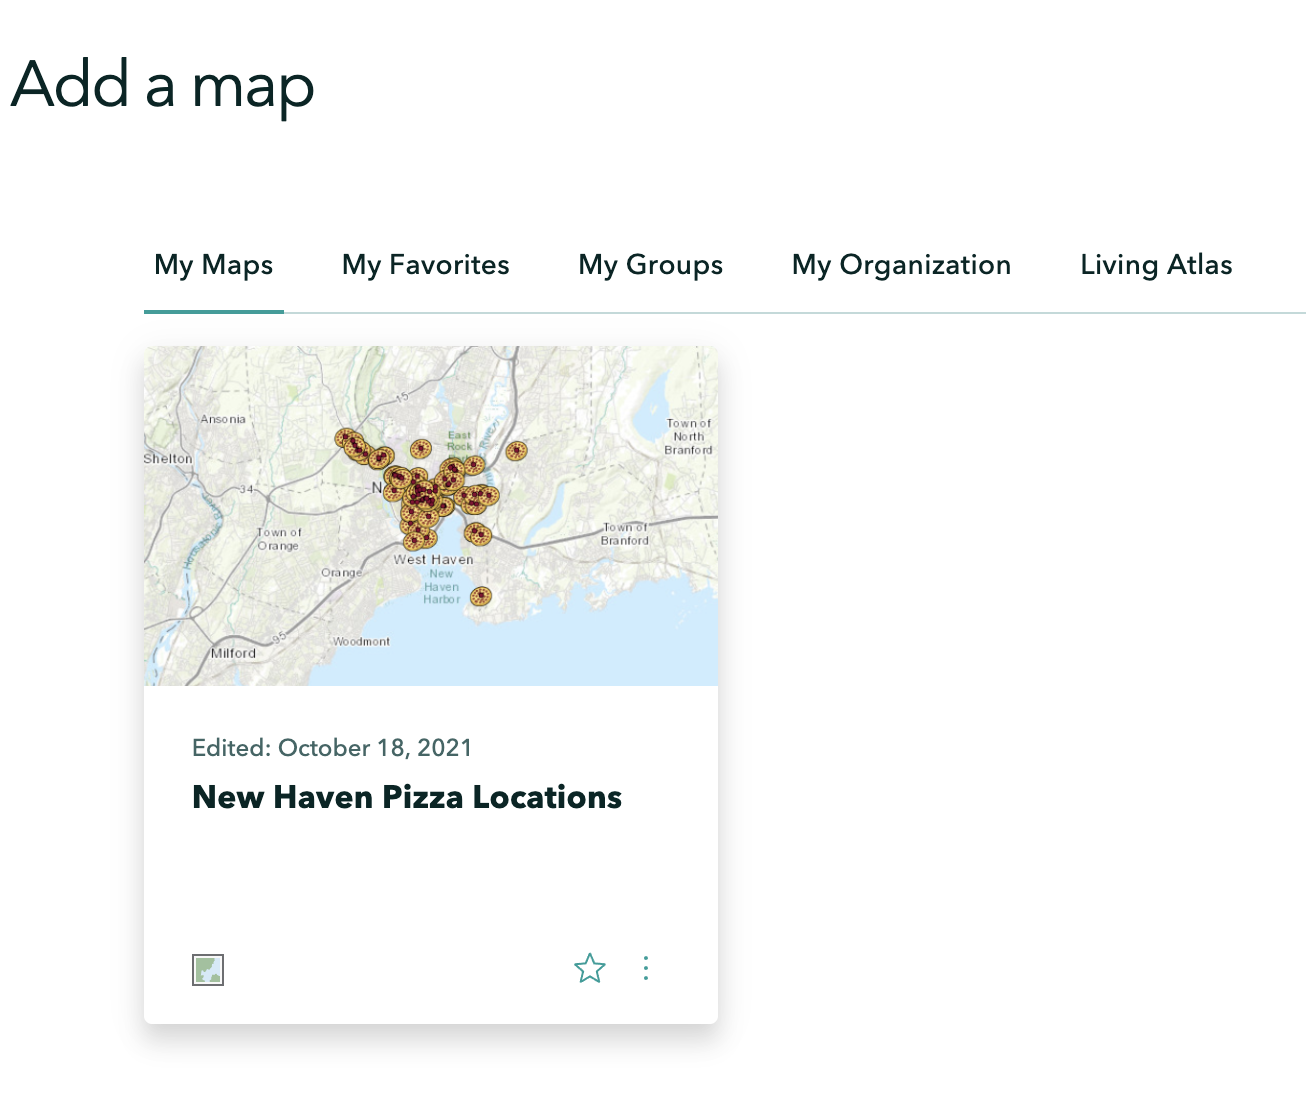 Add a map
My Maps
My Favorites
My Groups
My Organization
Living Atlas
15
Ansonia
East
Rock
River
Town of
North
Branford
Shelton
34
N
Town of
Orange
Town of
Branford
West Haven
Orange
New
Haven
Harbor
95
Woodmont
Milford
Edited: October 18, 2021
New Haven Pizza Locations